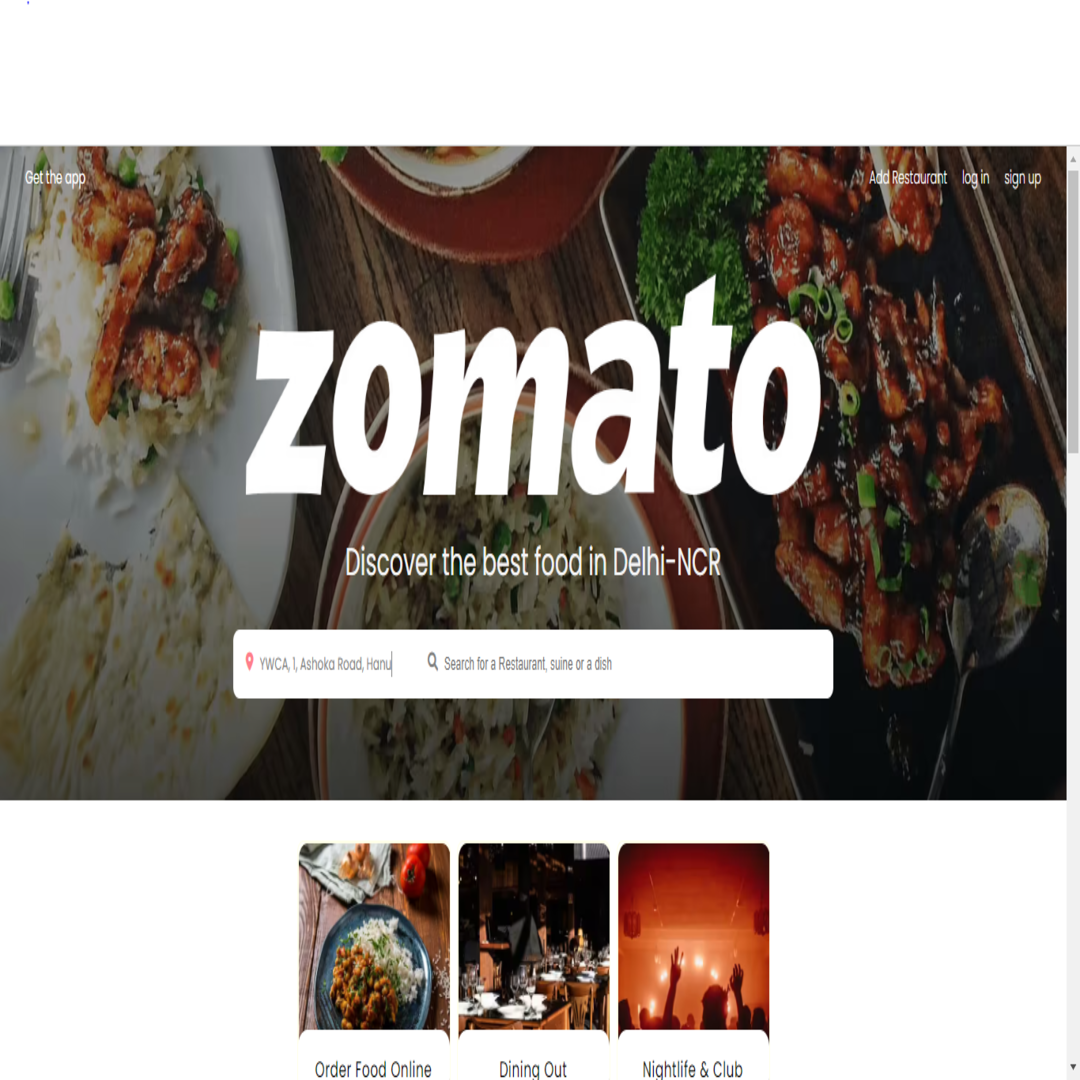 Get the app
Add Restaurant log in sign up
zomato
Discover the best food in Delhi-NCR
YWCA, 1, Ashoka Road, Hanu
Search for a Restaurant, suine or a dish
Order Food Online
Dining Out
Nightlife & Club